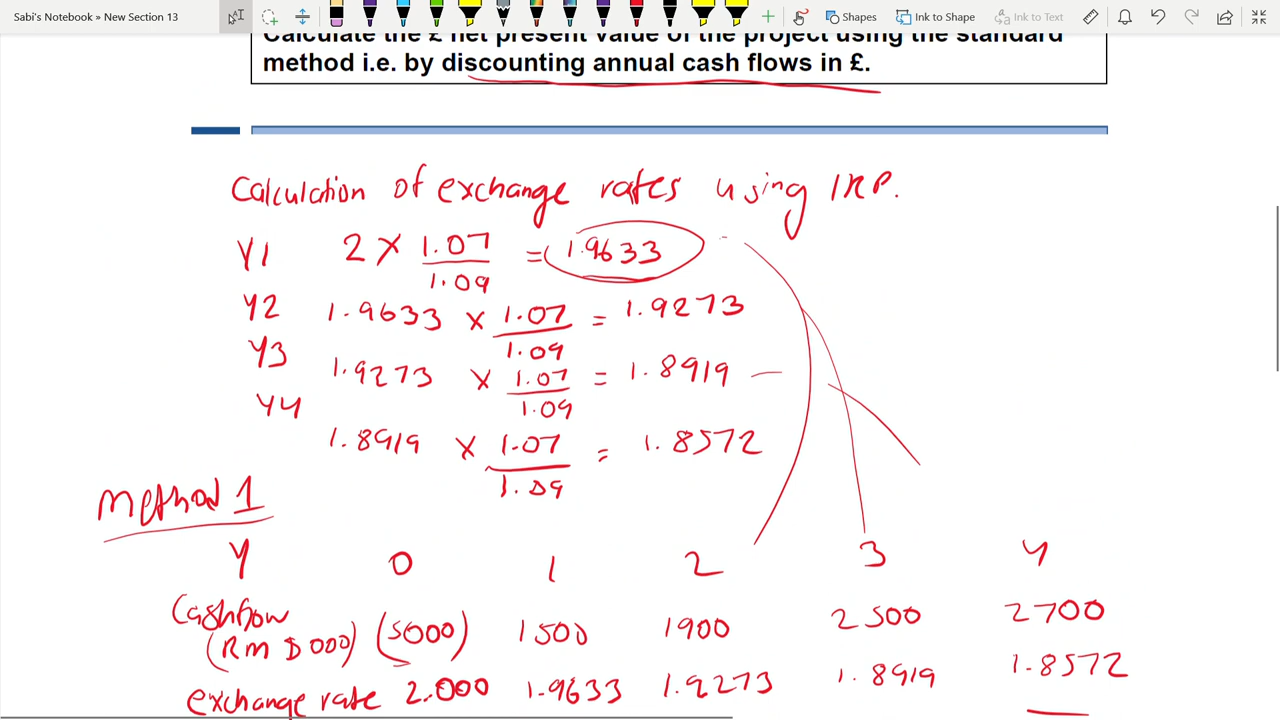 Sabi's Notebook » New Section 13
Shapes
Ink to Shape
Ink to Text
Calculate the £ net present value of the project using the standard
method i.e. by discounting annual cash flows in £.
Calculation of exchange rates using IRP.
Y1 2 × 1.07 / 1.09 = 1.9633
Y2 1.9633 × 1.07 / 1.09 = 1.9273
Y3 1.9273 × 1.07 / 1.09 = 1.8919
Y4 1.8919 × 1.07 / 1.09 = 1.8572
method 1
Y 0 1 2 3 4
Cashflow
(Rm $ 000) (5000) 1500 1900 2500 2700
exchange rate 2.000 1.9633 1.9273 1.8919 1.8572